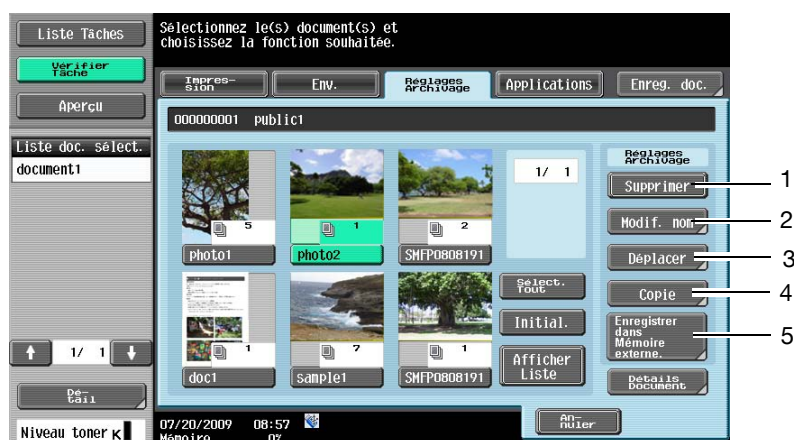 Liste Tâches
Vérifier
Tâche
Aperçu
Liste doc. sélect.
document1
1/ 1
Dé-
tail
Niveau toner K
Sélectionnez le(s) document(s) et
choisissez la fonction souhaitée.
Impres-
sion
Env.
Réglages
Archivage
Applications
Enreg. doc.
000000001 public1
5
photo1
1
photo2
2
SMFP0808191
1
doc1
7
sample1
1
SMFP0808191
1/ 1
Sélect.
Tout
Initial.
Afficher
Liste
Réglages
Archivage
Supprimer
Modif. nom
Déplacer
Copie
Enregistrer
dans
Mémoire
externe.
Détails
Document
An-
nuler
07/20/2009 08:57
Mémoire 0%
1
2
3
4
5